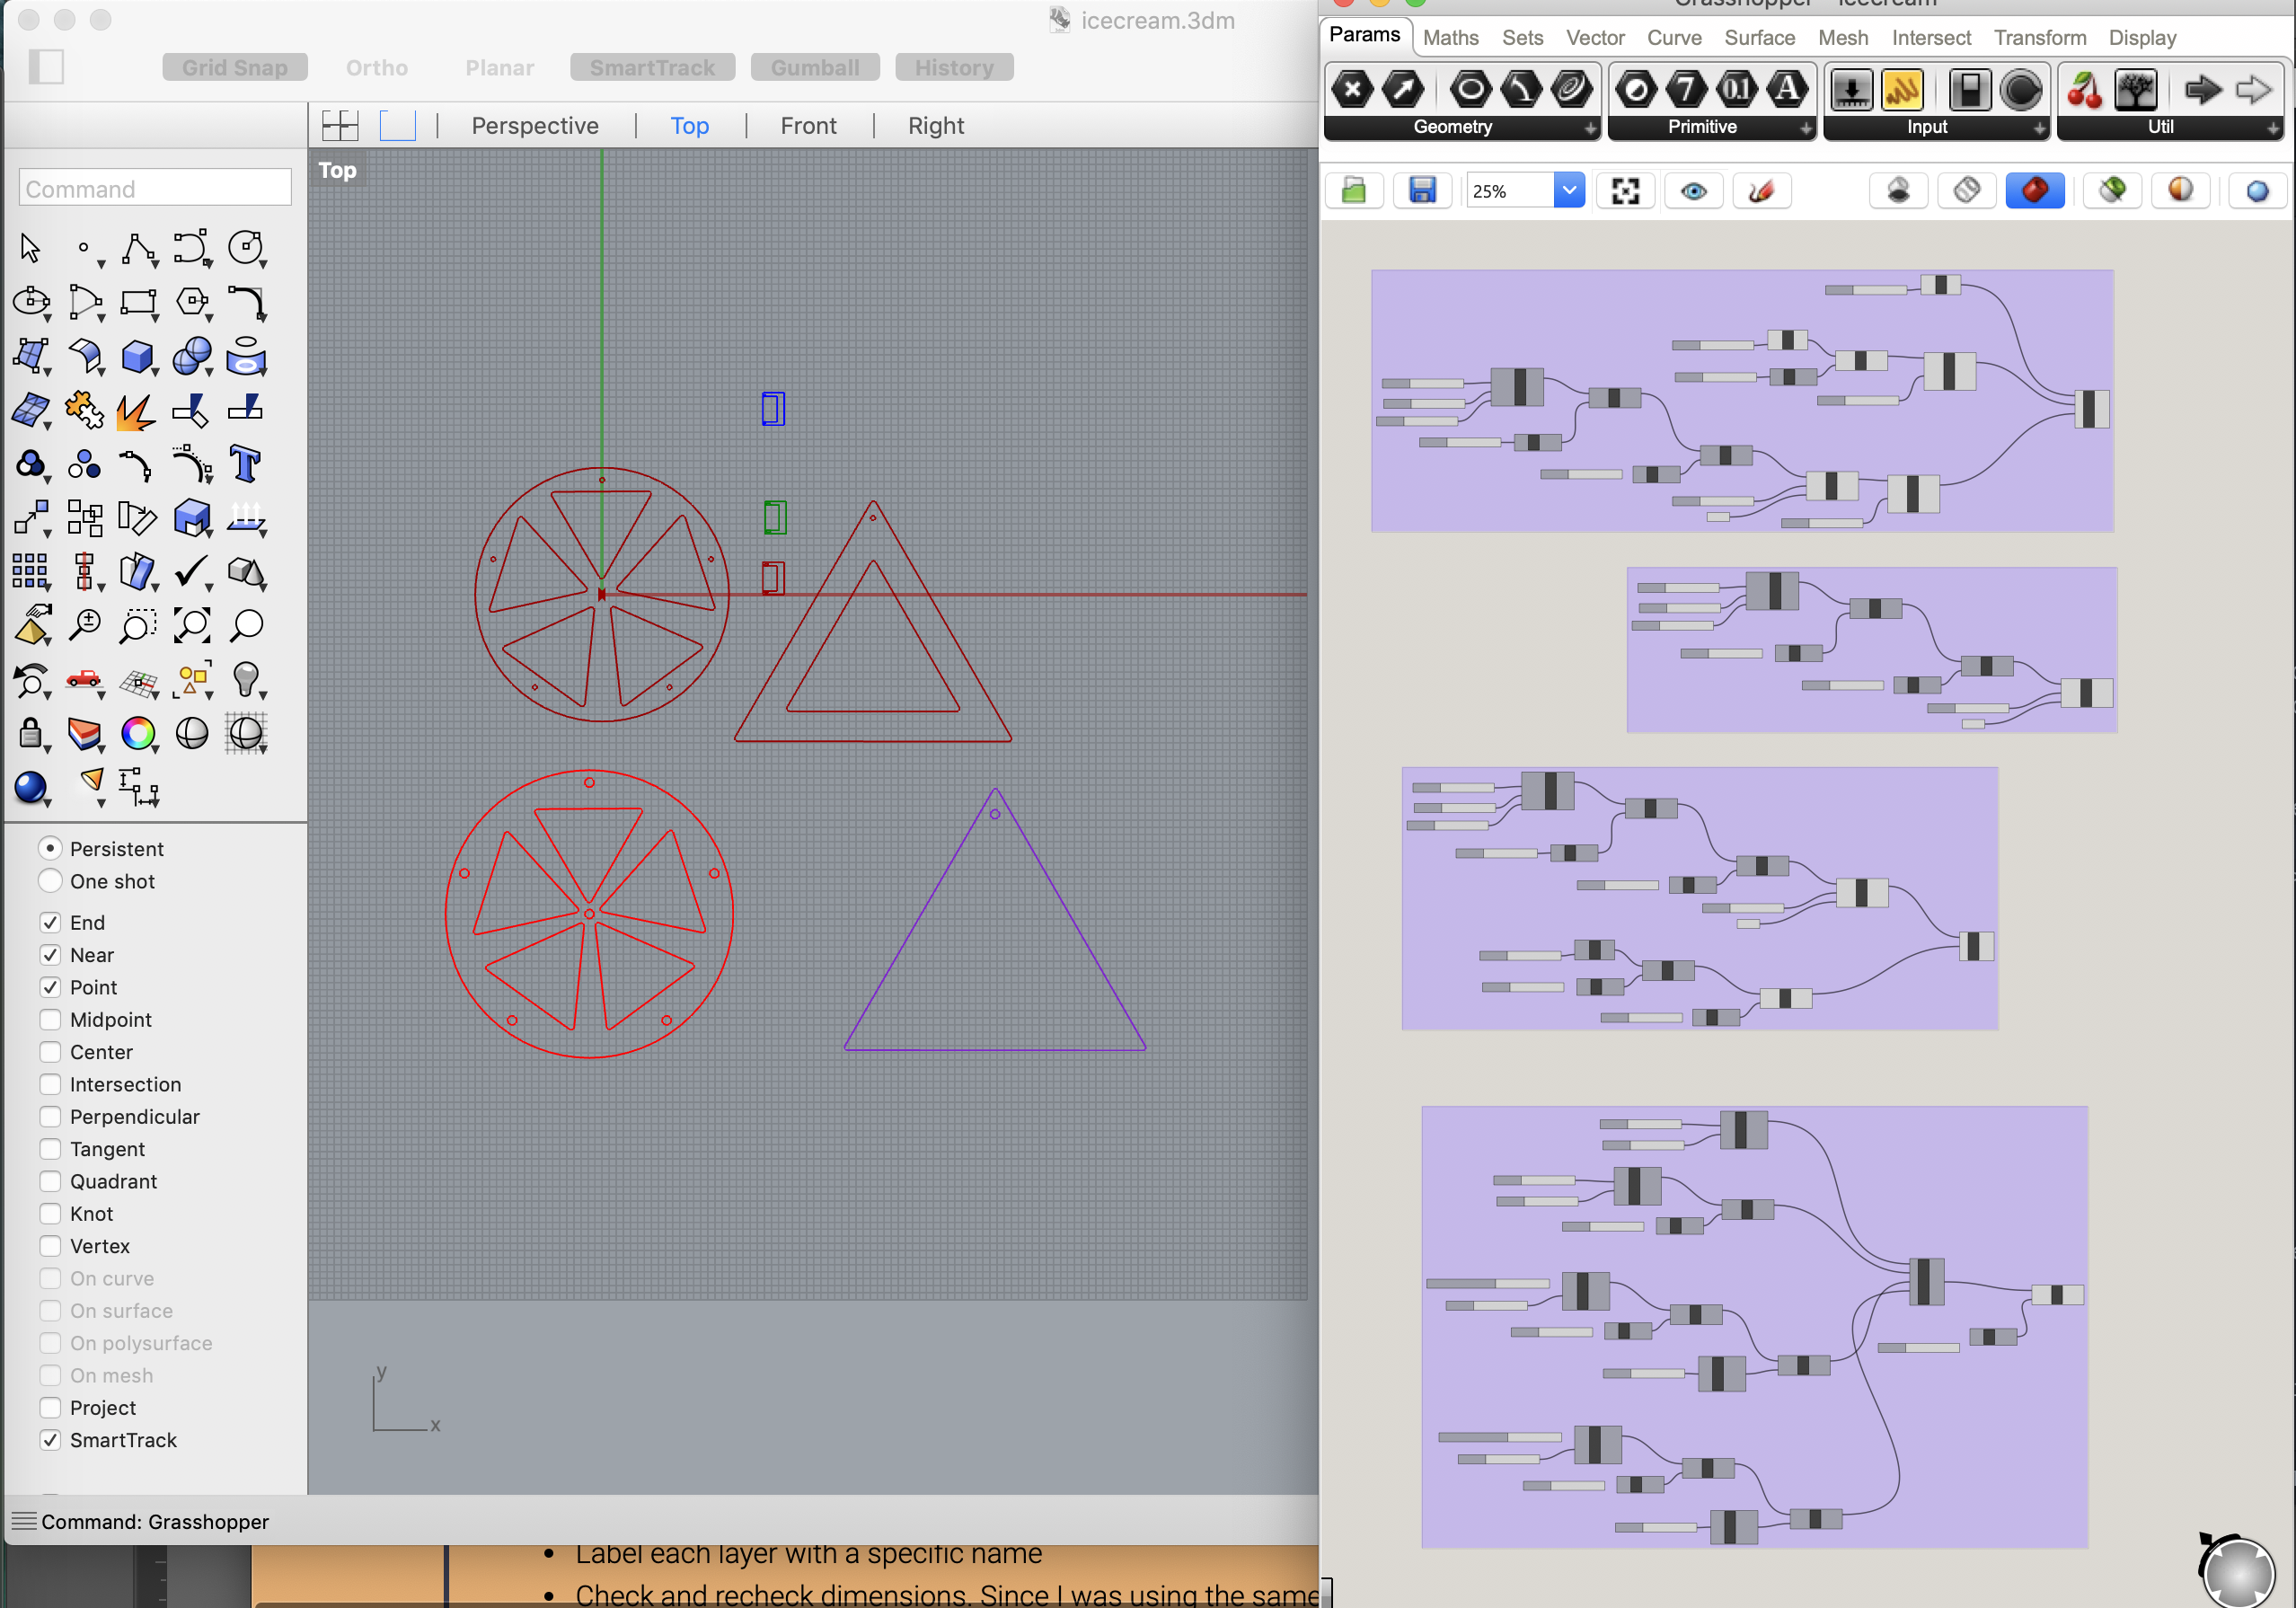 icecream.3dm
Grid Snap Ortho Planar SmartTrack Gumball History
Perspective Top Front Right
Command
Top
Persistent
One shot
End
Near
Point
Midpoint
Center
Intersection
Perpendicular
Tangent
Quadrant
Knot
Vertex
On curve
On surface
On polysurface
On mesh
Project
SmartTrack
y
x
Command: Grasshopper
• Label each layer with a specific name
• Check and recheck dimensions. Since I was using the same
Grasshopper - icecream
Params Maths Sets Vector Curve Surface Mesh Intersect Transform Display
7 0.1 A
Geometry Primitive Input Util
25%